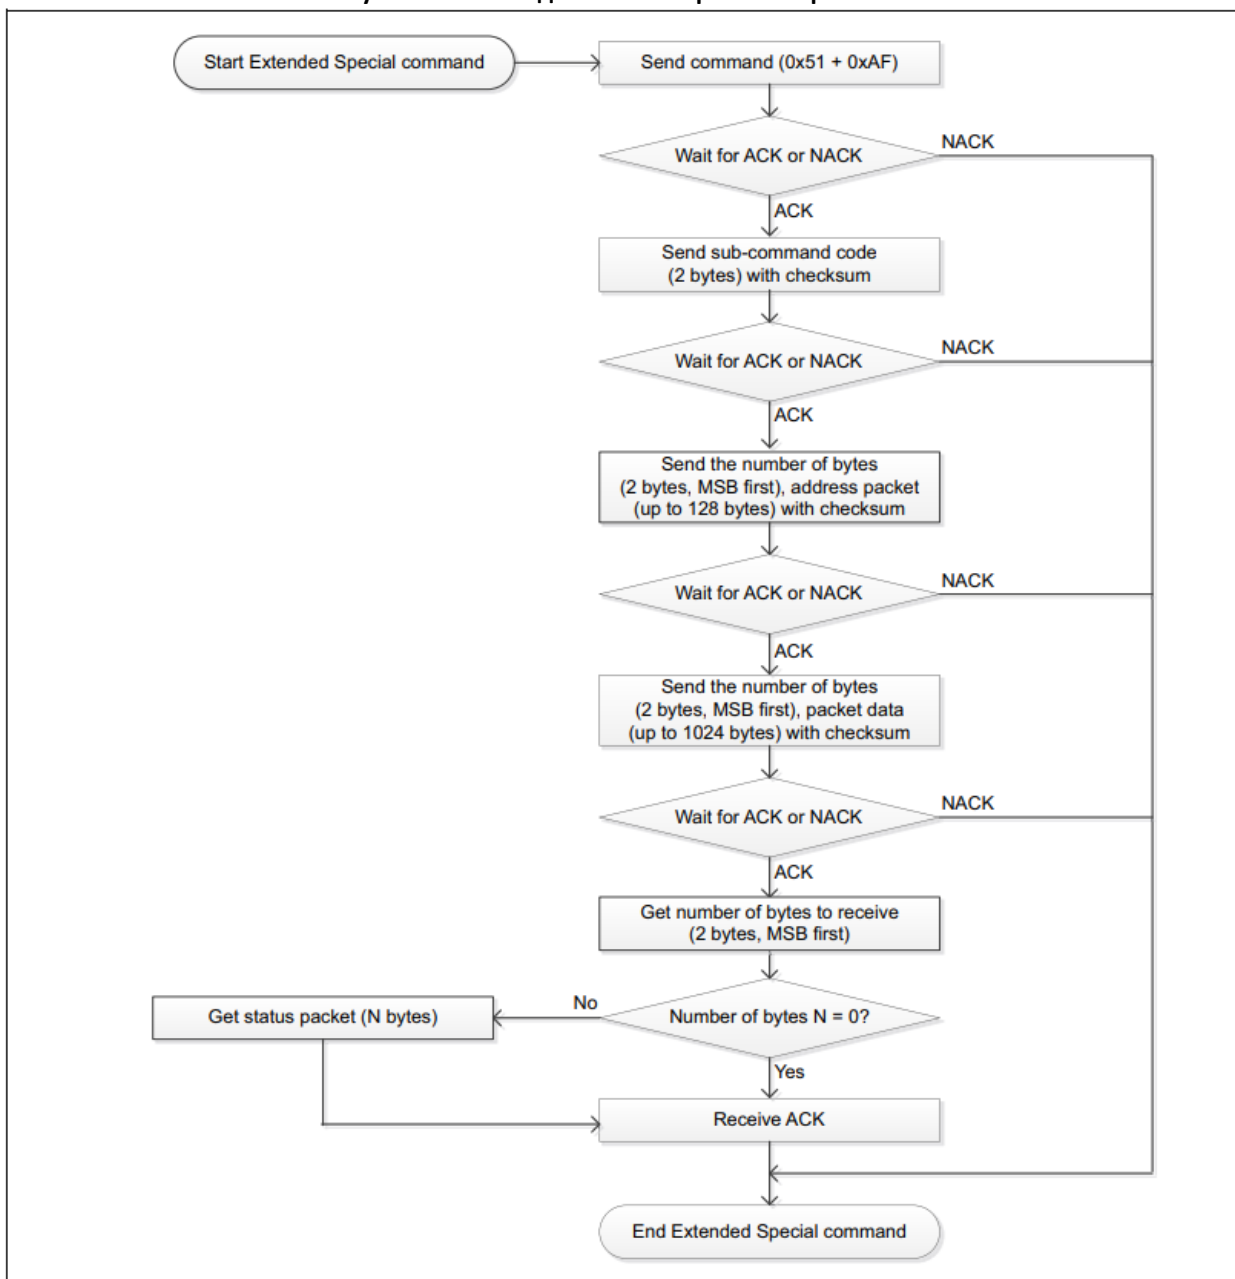 Start Extended Special command
Send command (0x51 + 0xAF)
Wait for ACK or NACK
NACK
ACK
Send sub-command code
(2 bytes) with checksum
Wait for ACK or NACK
NACK
ACK
Send the number of bytes
(2 bytes, MSB first), address packet
(up to 128 bytes) with checksum
Wait for ACK or NACK
NACK
ACK
Send the number of bytes
(2 bytes, MSB first), packet data
(up to 1024 bytes) with checksum
Wait for ACK or NACK
NACK
ACK
Get number of bytes to receive
(2 bytes, MSB first)
Number of bytes N = 0?
No
Get status packet (N bytes)
Yes
Receive ACK
End Extended Special command